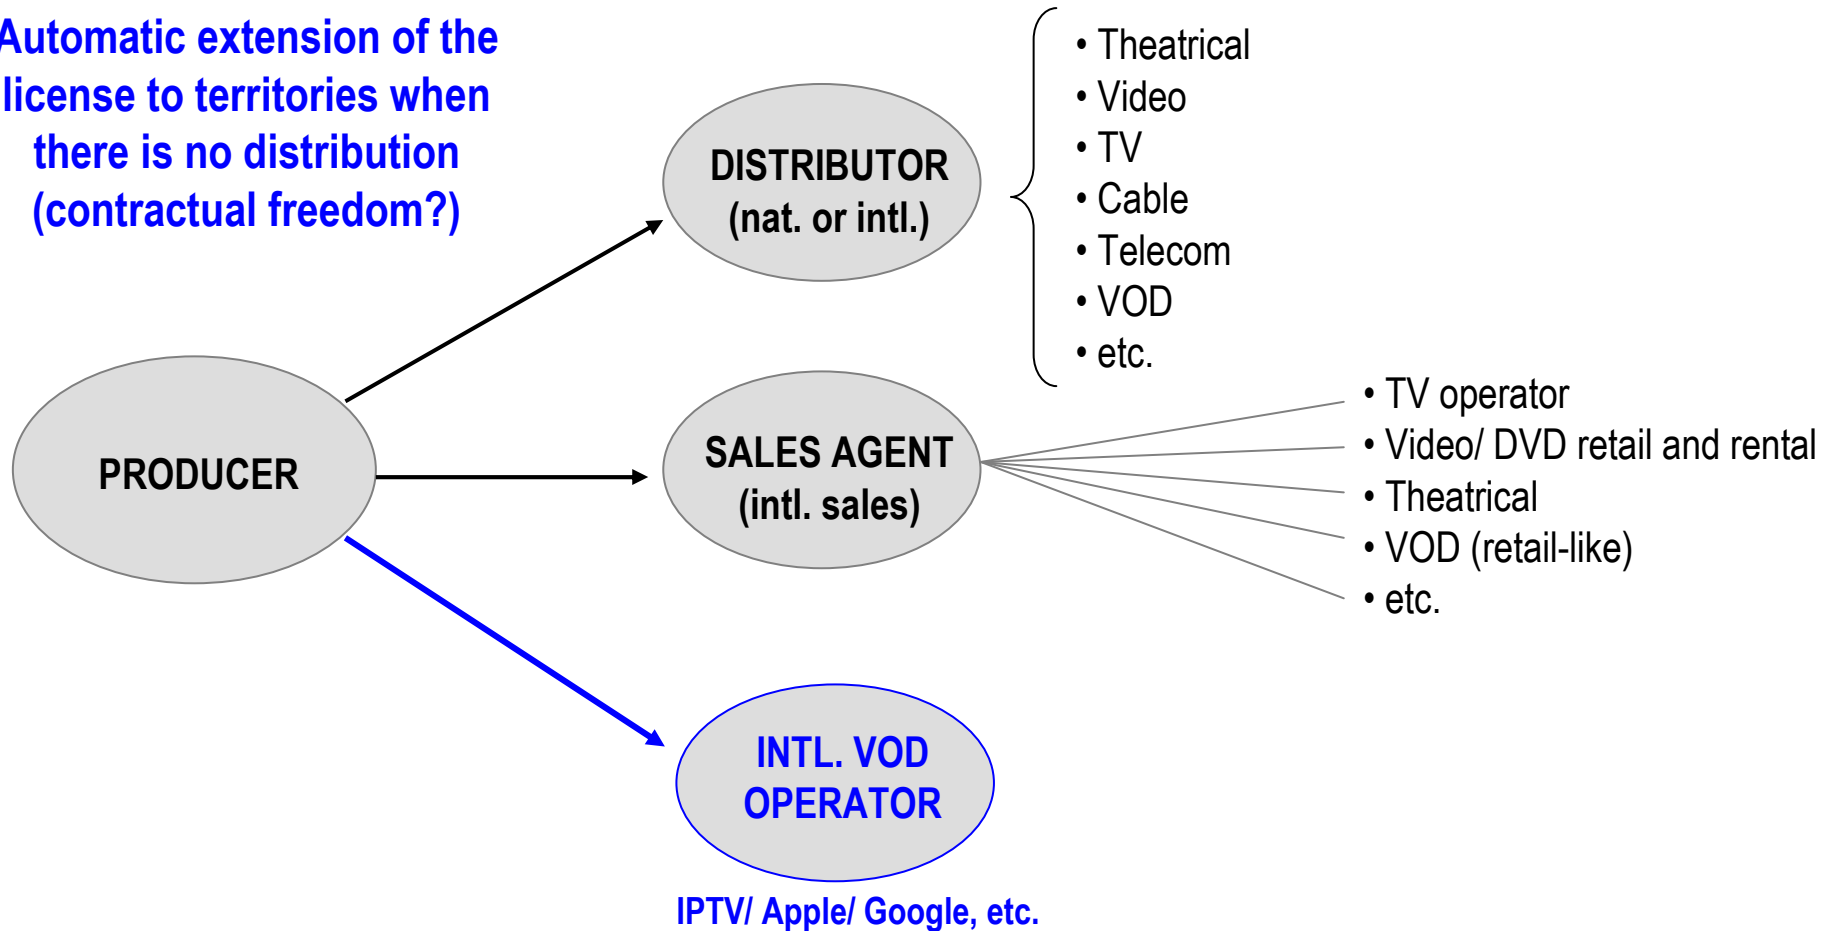 Automatic extension of the
license to territories when
there is no distribution
(contractual freedom?)
DISTRIBUTOR
(nat. or intl.)
• Theatrical
• Video
• TV
• Cable
• Telecom
• VOD
• etc.
PRODUCER
SALES AGENT
(intl. sales)
• TV operator
• Video/ DVD retail and rental
• Theatrical
• VOD (retail-like)
• etc.
INTL. VOD
OPERATOR
IPTV/ Apple/ Google, etc.